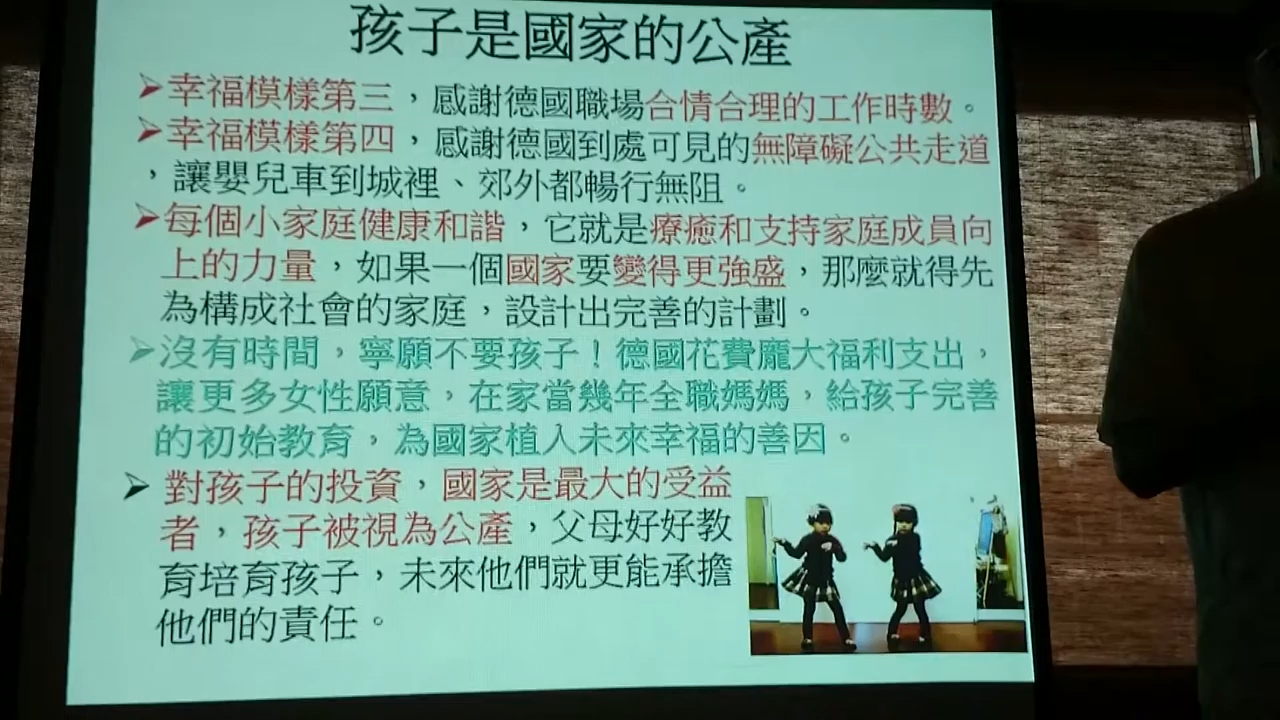 孩子是國家的公產
幸福模樣第三，感謝德國職場合情合理的工作時數。
幸福模樣第四，感謝德國到處可見的無障礙公共走道
，讓嬰兒車到城裡、郊外都暢行無阻。
每個小家庭健康和諧，它就是療癒和支持家庭成員向
上的力量，如果一個國家要變得更強盛，那麼就得先
為構成社會的家庭，設計出完善的計劃。
沒有時間，寧願不要孩子！德國花費龐大福利支出，
讓更多女性願意，在家當幾年全職媽媽，給孩子完善
的初始教育，為國家植入未來幸福的善因。
對孩子的投資，國家是最大的受益
者，孩子被視為公產，父母好好教
育培育孩子，未來他們就更能承擔
他們的責任。